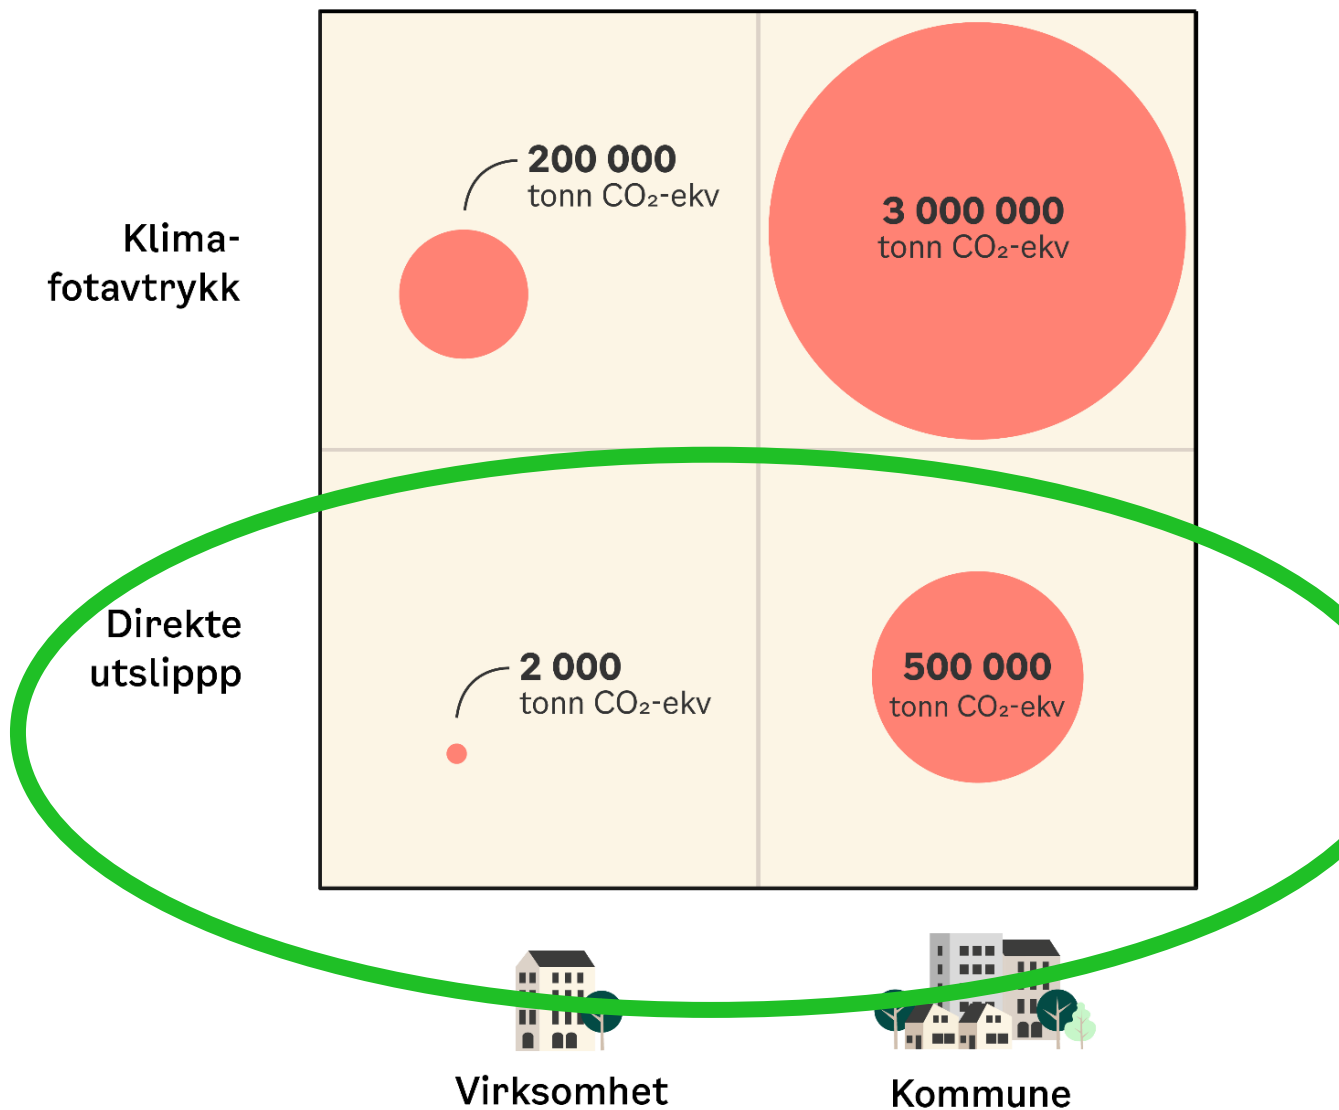 200 000
tonn CO₂-ekv
3 000 000
tonn CO₂-ekv
Klima-
fotavtrykk
Direkte
utslippp
2 000
tonn CO₂-ekv
500 000
tonn CO₂-ekv
Virksomhet
Kommune